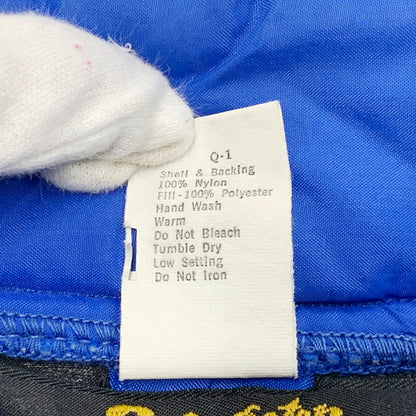 Q-1
Shell & Backing
100% Nylon
Fill-100% Polyester
Hand Wash
Warm
Do Not Bleach
Tumble Dry
Low Setting
Do Not Iron